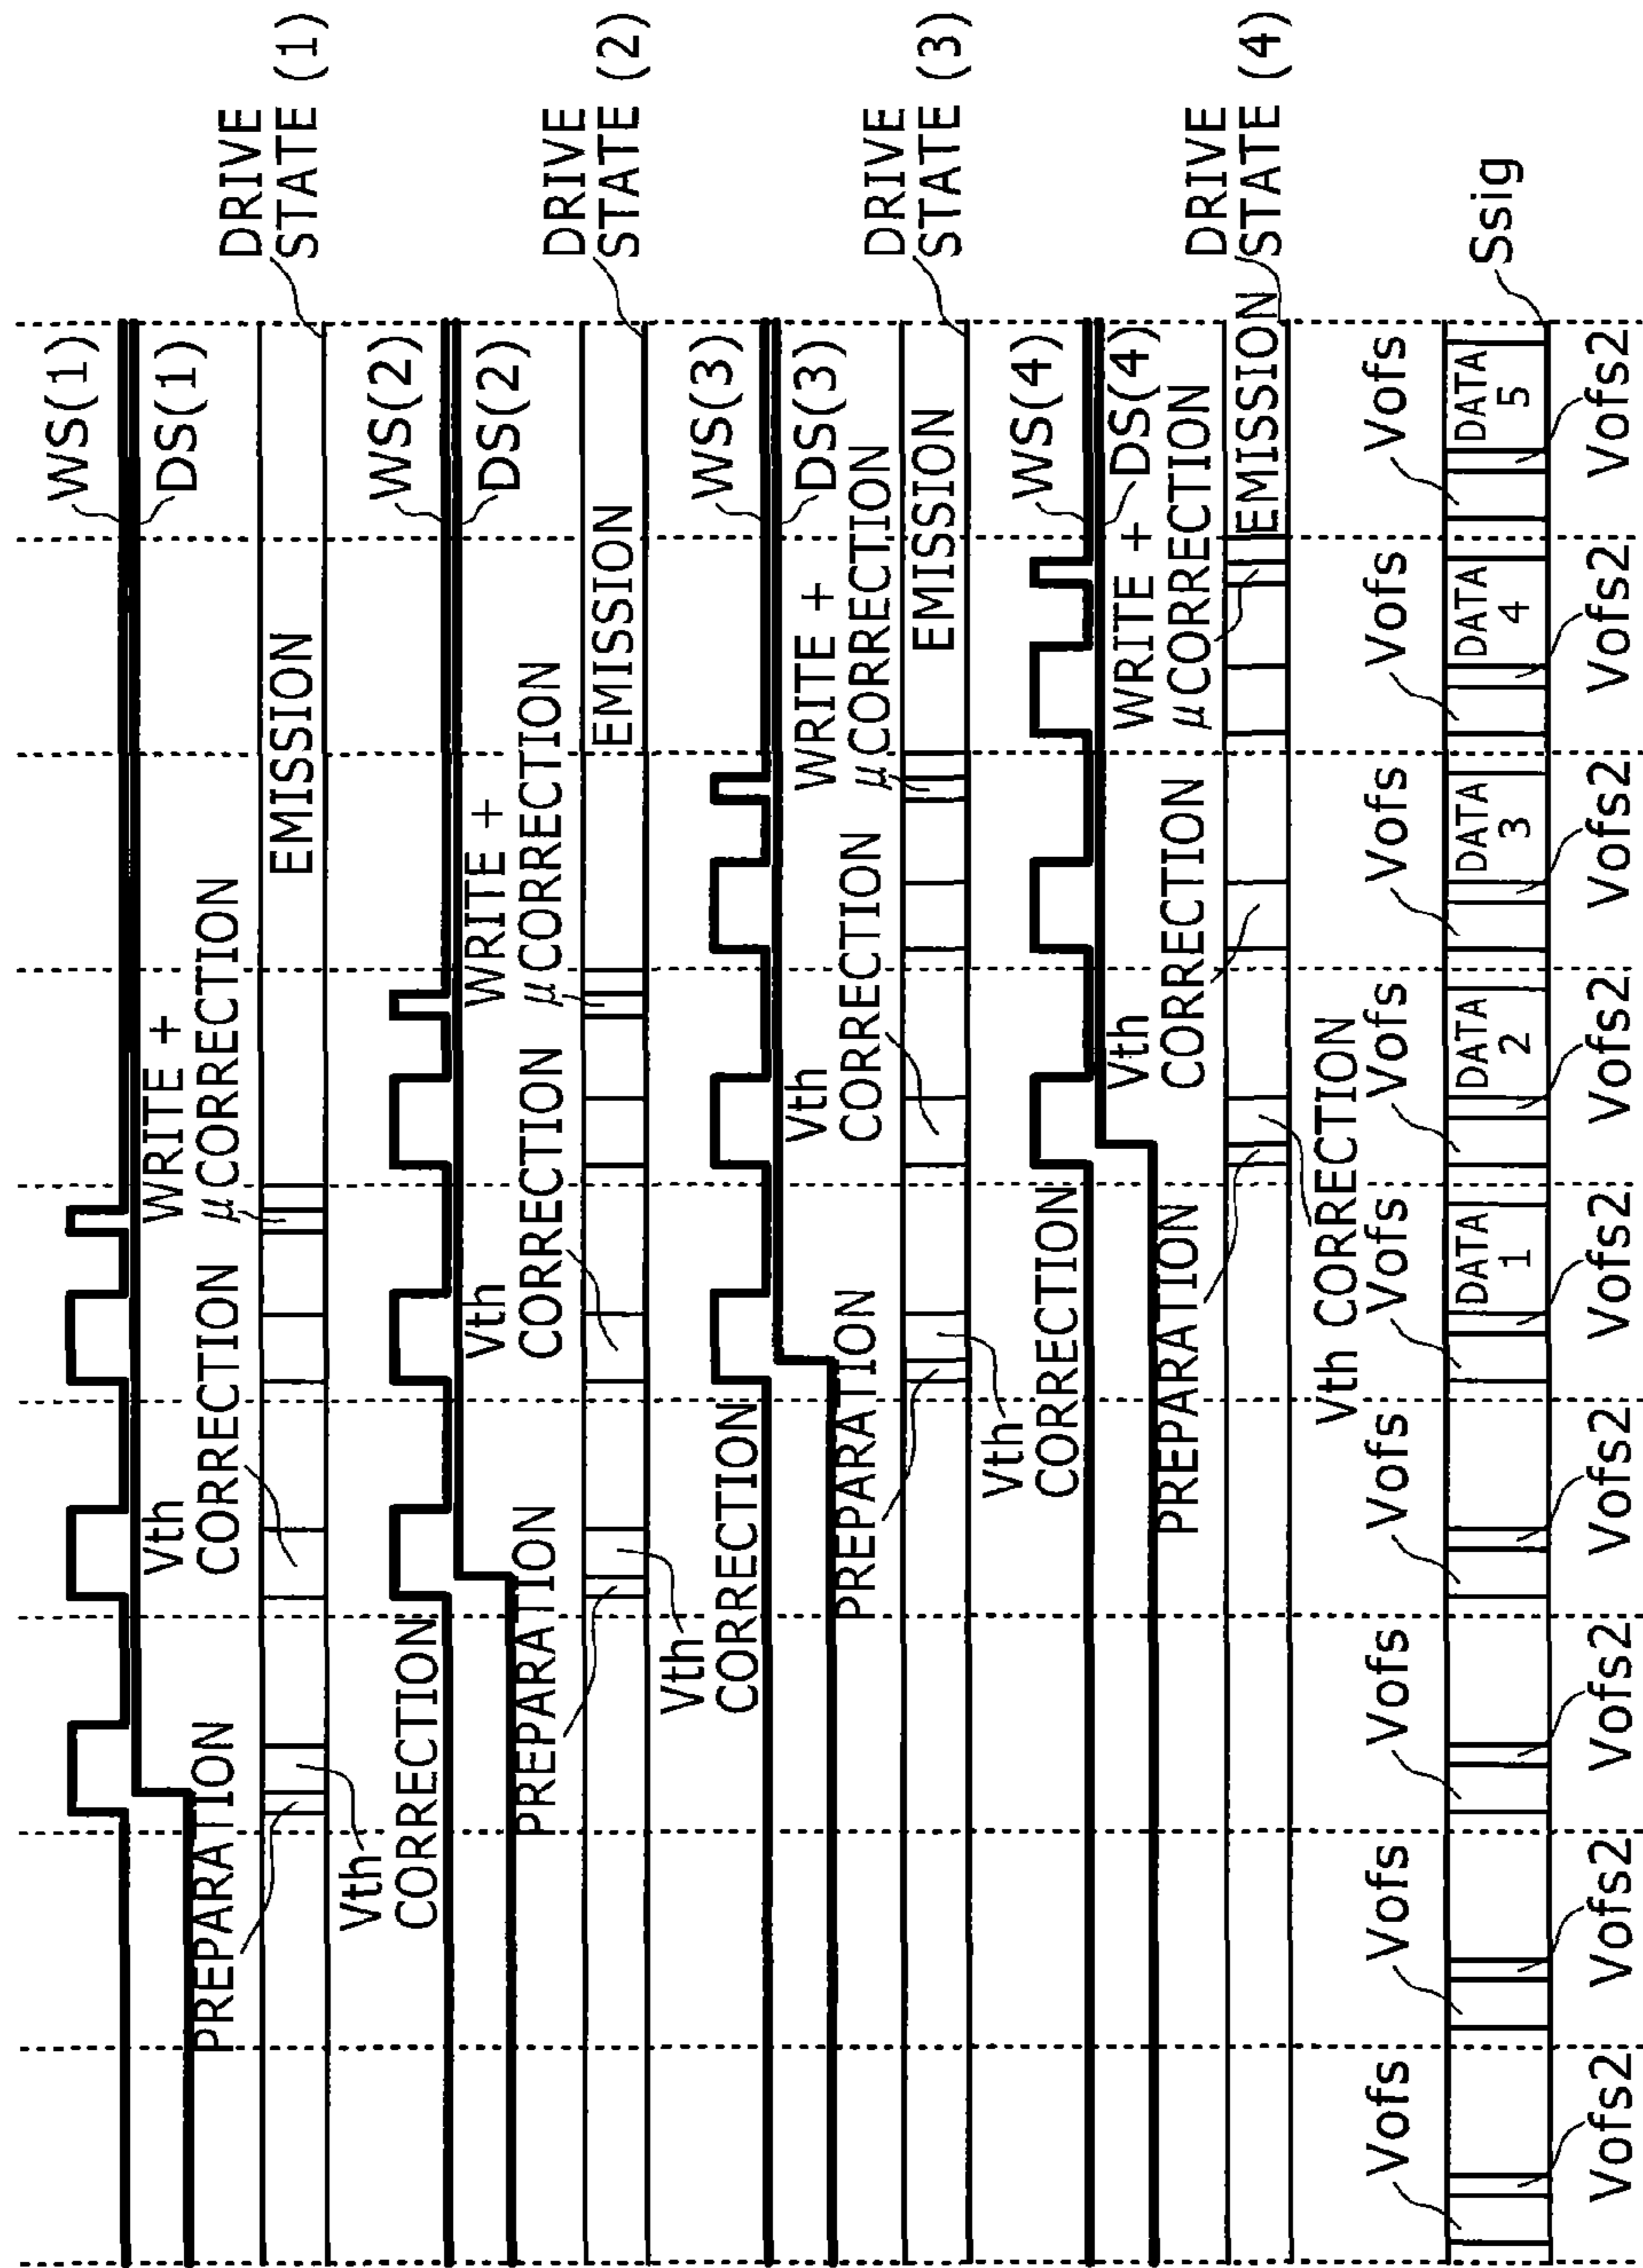 WS(1)
DS(1)
WRITE +
μCORRECTION
Vth
CORRECTION
PREPARATION
EMISSION
DRIVE
STATE (1)
Vth
CORRECTION
WS(2)
DS(2)
WRITE +
μCORRECTION
Vth
CORRECTION
PREPARATION
EMISSION
DRIVE
STATE (2)
Vth
CORRECTION
WS(3)
DS(3)
WRITE +
μCORRECTION
Vth
CORRECTION
PREPARATION
EMISSION
DRIVE
STATE (3)
Vth
CORRECTION
WS(4)
DS(4)
WRITE +
μCORRECTION
Vth
CORRECTION
PREPARATION
EMISSION
DRIVE
STATE (4)
Vth CORRECTION
Vofs Vofs Vofs Vofs Vofs Vofs Vofs Vofs Vofs
DATA DATA DATA DATA DATA Ssig
1 2 3 4 5
Vofs2 Vofs2 Vofs2 Vofs2 Vofs2 Vofs2 Vofs2 Vofs2 Vofs2